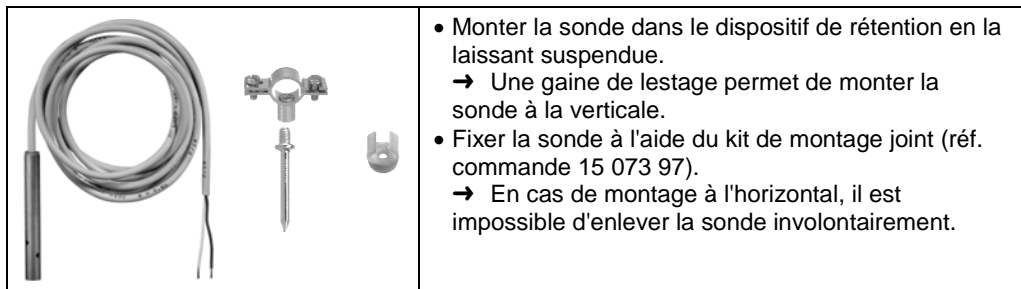 • Monter la sonde dans le dispositif de rétention en la
laissant suspendue.
➜ Une gaine de lestage permet de monter la
sonde à la verticale.
• Fixer la sonde à l'aide du kit de montage joint (réf.
commande 15 073 97).
➜ En cas de montage à l'horizontal, il est
impossible d'enlever la sonde involontairement.